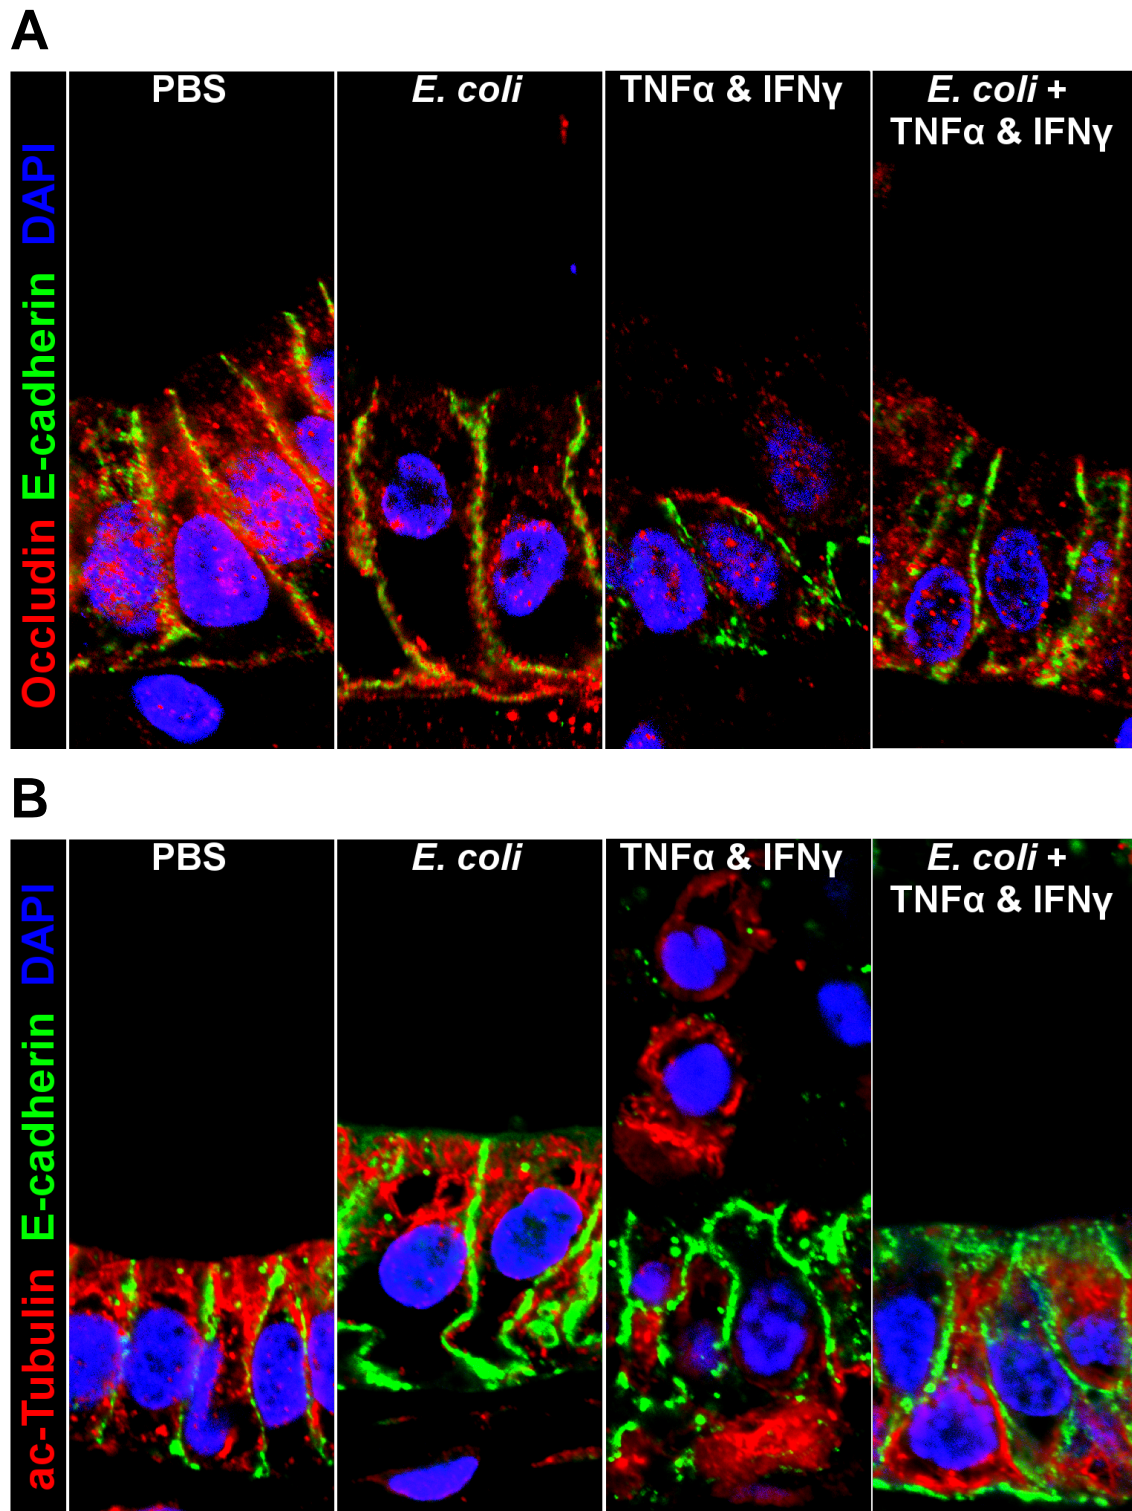 A
PBS
E. coli
TNFα & IFNγ
E. coli +
TNFα & IFNγ
Occludin E-cadherin DAPI
B
PBS
E. coli
TNFα & IFNγ
E. coli +
TNFα & IFNγ
ac-Tubulin E-cadherin DAPI